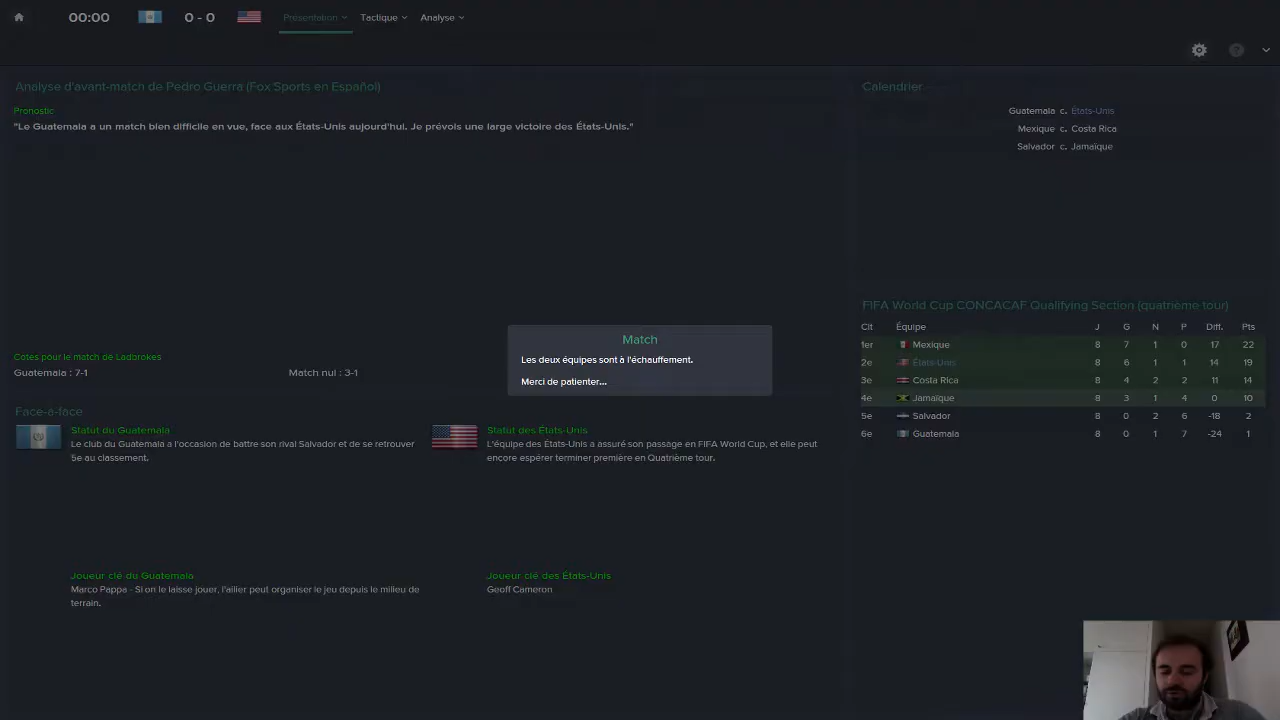 00:00
0 - 0
Présentation
Tactique
Analyse
?
Analyse d'avant-match de Pedro Guerra (Fox Sports en Español)
Pronostic
"Le Guatemala a un match bien difficile en vue, face aux États-Unis aujourd'hui. Je prévois une large victoire des États-Unis."
Cotes pour le match de Ladbrokes
Guatemala : 7-1
Match nul : 3-1
Face-à-face
Statut du Guatemala
Le club du Guatemala a l'occasion de battre son rival Salvador et de se retrouver
5e au classement.
Statut des États-Unis
L'équipe des États-Unis a assuré son passage en FIFA World Cup, et elle peut
encore espérer terminer première en Quatrième tour.
Joueur clé du Guatemala
Marco Pappa - Si on le laisse jouer, l'ailier peut organiser le jeu depuis le milieu de
terrain.
Joueur clé des États-Unis
Geoff Cameron
Match
Les deux équipes sont à l'échauffement.
Merci de patienter...
Calendrier
Guatemala c. États-Unis
Mexique c. Costa Rica
Salvador c. Jamaïque
FIFA World Cup CONCACAF Qualifying Section (quatrième tour)
Clt Équipe J G N P Diff. Pts
1er Mexique 8 7 1 0 17 22
2e États-Unis 8 6 1 1 14 19
3e Costa Rica 8 4 2 2 11 14
4e Jamaïque 8 3 1 4 0 10
5e Salvador 8 0 2 6 -18 2
6e Guatemala 8 0 1 7 -24 1